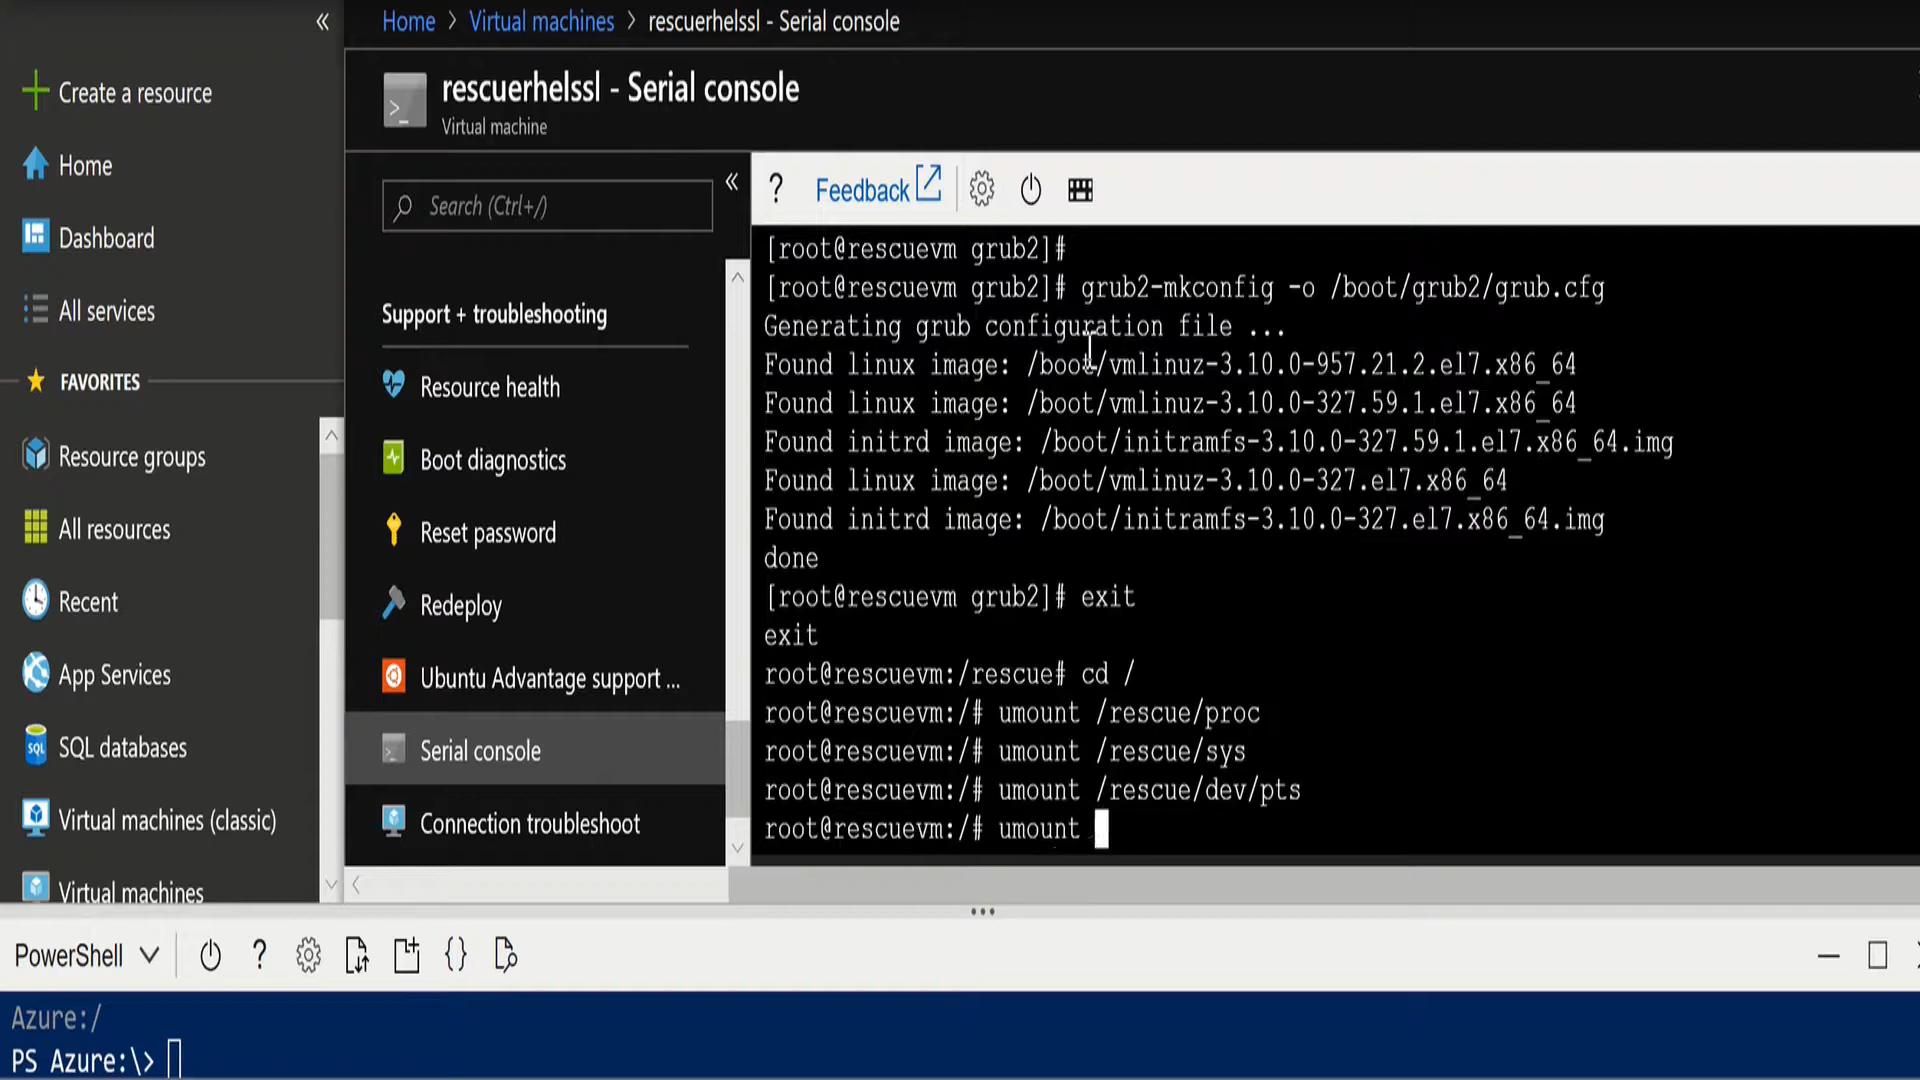 Home > Virtual machines > rescuerhelssl - Serial console
rescuerhelssl - Serial console
Virtual machine
Create a resource
Home
Dashboard
All services
FAVORITES
Resource groups
All resources
Recent
App Services
SQL databases
Virtual machines (classic)
Virtual machines
Search (Ctrl+/)
Support + troubleshooting
Resource health
Boot diagnostics
Reset password
Redeploy
Ubuntu Advantage support ...
Serial console
Connection troubleshoot
? Feedback
[root@rescuevm grub2]#
[root@rescuevm grub2]# grub2-mkconfig -o /boot/grub2/grub.cfg
Generating grub configuration file ...
Found linux image: /boot/vmlinuz-3.10.0-957.21.2.el7.x86_64
Found linux image: /boot/vmlinuz-3.10.0-327.59.1.el7.x86_64
Found initrd image: /boot/initramfs-3.10.0-327.59.1.el7.x86_64.img
Found linux image: /boot/vmlinuz-3.10.0-327.el7.x86_64
Found initrd image: /boot/initramfs-3.10.0-327.el7.x86_64.img
done
[root@rescuevm grub2]# exit
exit
root@rescuevm:/rescue# cd /
root@rescuevm:/# umount /rescue/proc
root@rescuevm:/# umount /rescue/sys
root@rescuevm:/# umount /rescue/dev/pts
root@rescuevm:/# umount
PowerShell ? {}
Azure:/
PS Azure:\>